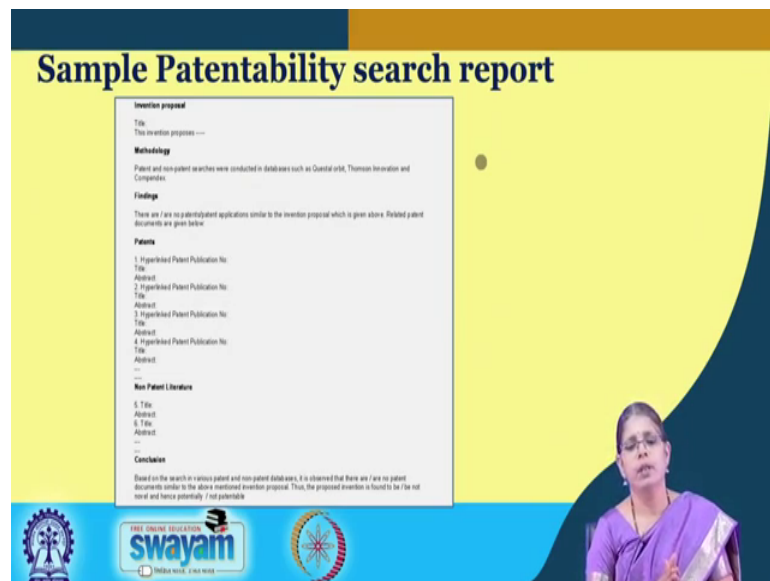 Sample Patentability search report
Invention proposal
Title:
This invention proposes ----
Methodology
Patent and non-patent searches were conducted in databases such as Questal orbit, Thomson Innovation and
Compendex.
Findings
There are / are no patents/patent applications similar to the invention proposal which is given above. Related patent
documents are given below
Patents
1. Hyperlinked Patent Publication No:
Title:
Abstract:
2. Hyperlinked Patent Publication No:
Title:
Abstract:
3. Hyperlinked Patent Publication No:
Title:
Abstract:
4. Hyperlinked Patent Publication No:
Title:
Abstract:
---
----
Non Patent Literature
5. Title:
Abstract:
6. Title:
Abstract:
---
---
Conclusion
Based on the search in various patent and non-patent databases, it is observed that there are / are no patent
documents similar to the above mentioned invention proposal. Thus, the proposed invention is found to be / be not
novel and hence potentially / not patentable
FREE ONLINE EDUCATION
swayam